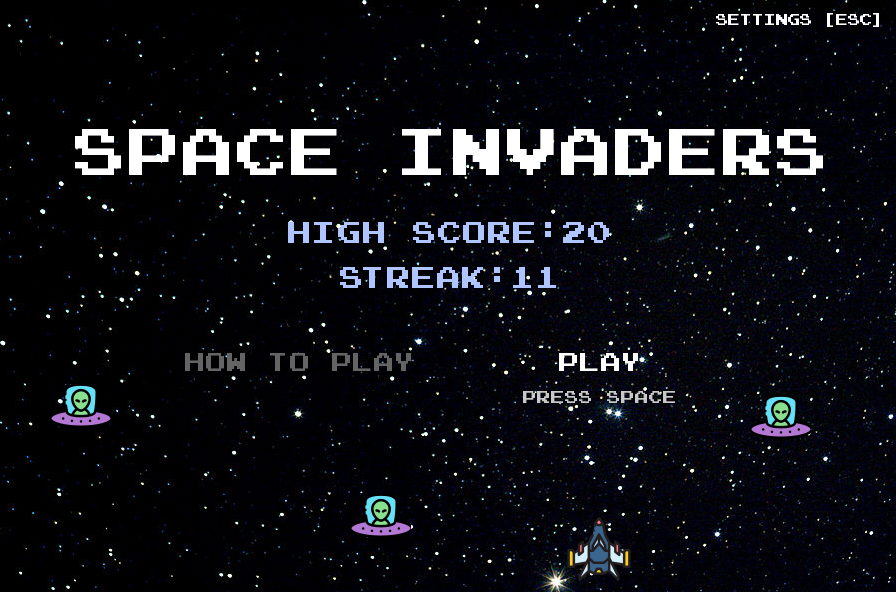 SETTINGS [ESC]
SPACE INVADERS
HIGH SCORE:20
STREAK:11
HOW TO PLAY
PLAY
PRESS SPACE